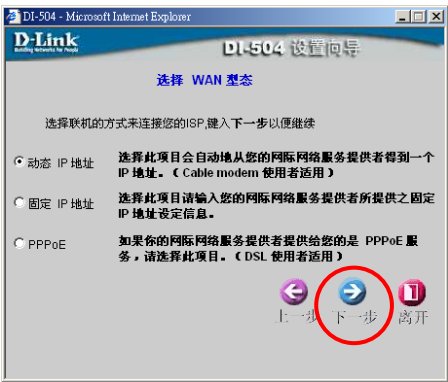 DI-504 - Microsoft Internet Explorer
D-Link
Building Networks for People
DI-504 设置向导
选择 WAN 型态
选择联机的方式来连接您的ISP,键入下一步以便继续
动态 IP 地址
选择此项目会自动地从您的网际网络服务提供者得到一个
IP 地址。（Cable modem 使用者适用）
固定 IP 地址
选择此项目请输入您的网际网络服务提供者所提供之固定
IP 地址设定信息。
PPPoE
如果你的网际网络服务提供者提供给您的是 PPPoE 服
务，请选择此项目。（DSL 使用者适用）
上一步 下一步 离开